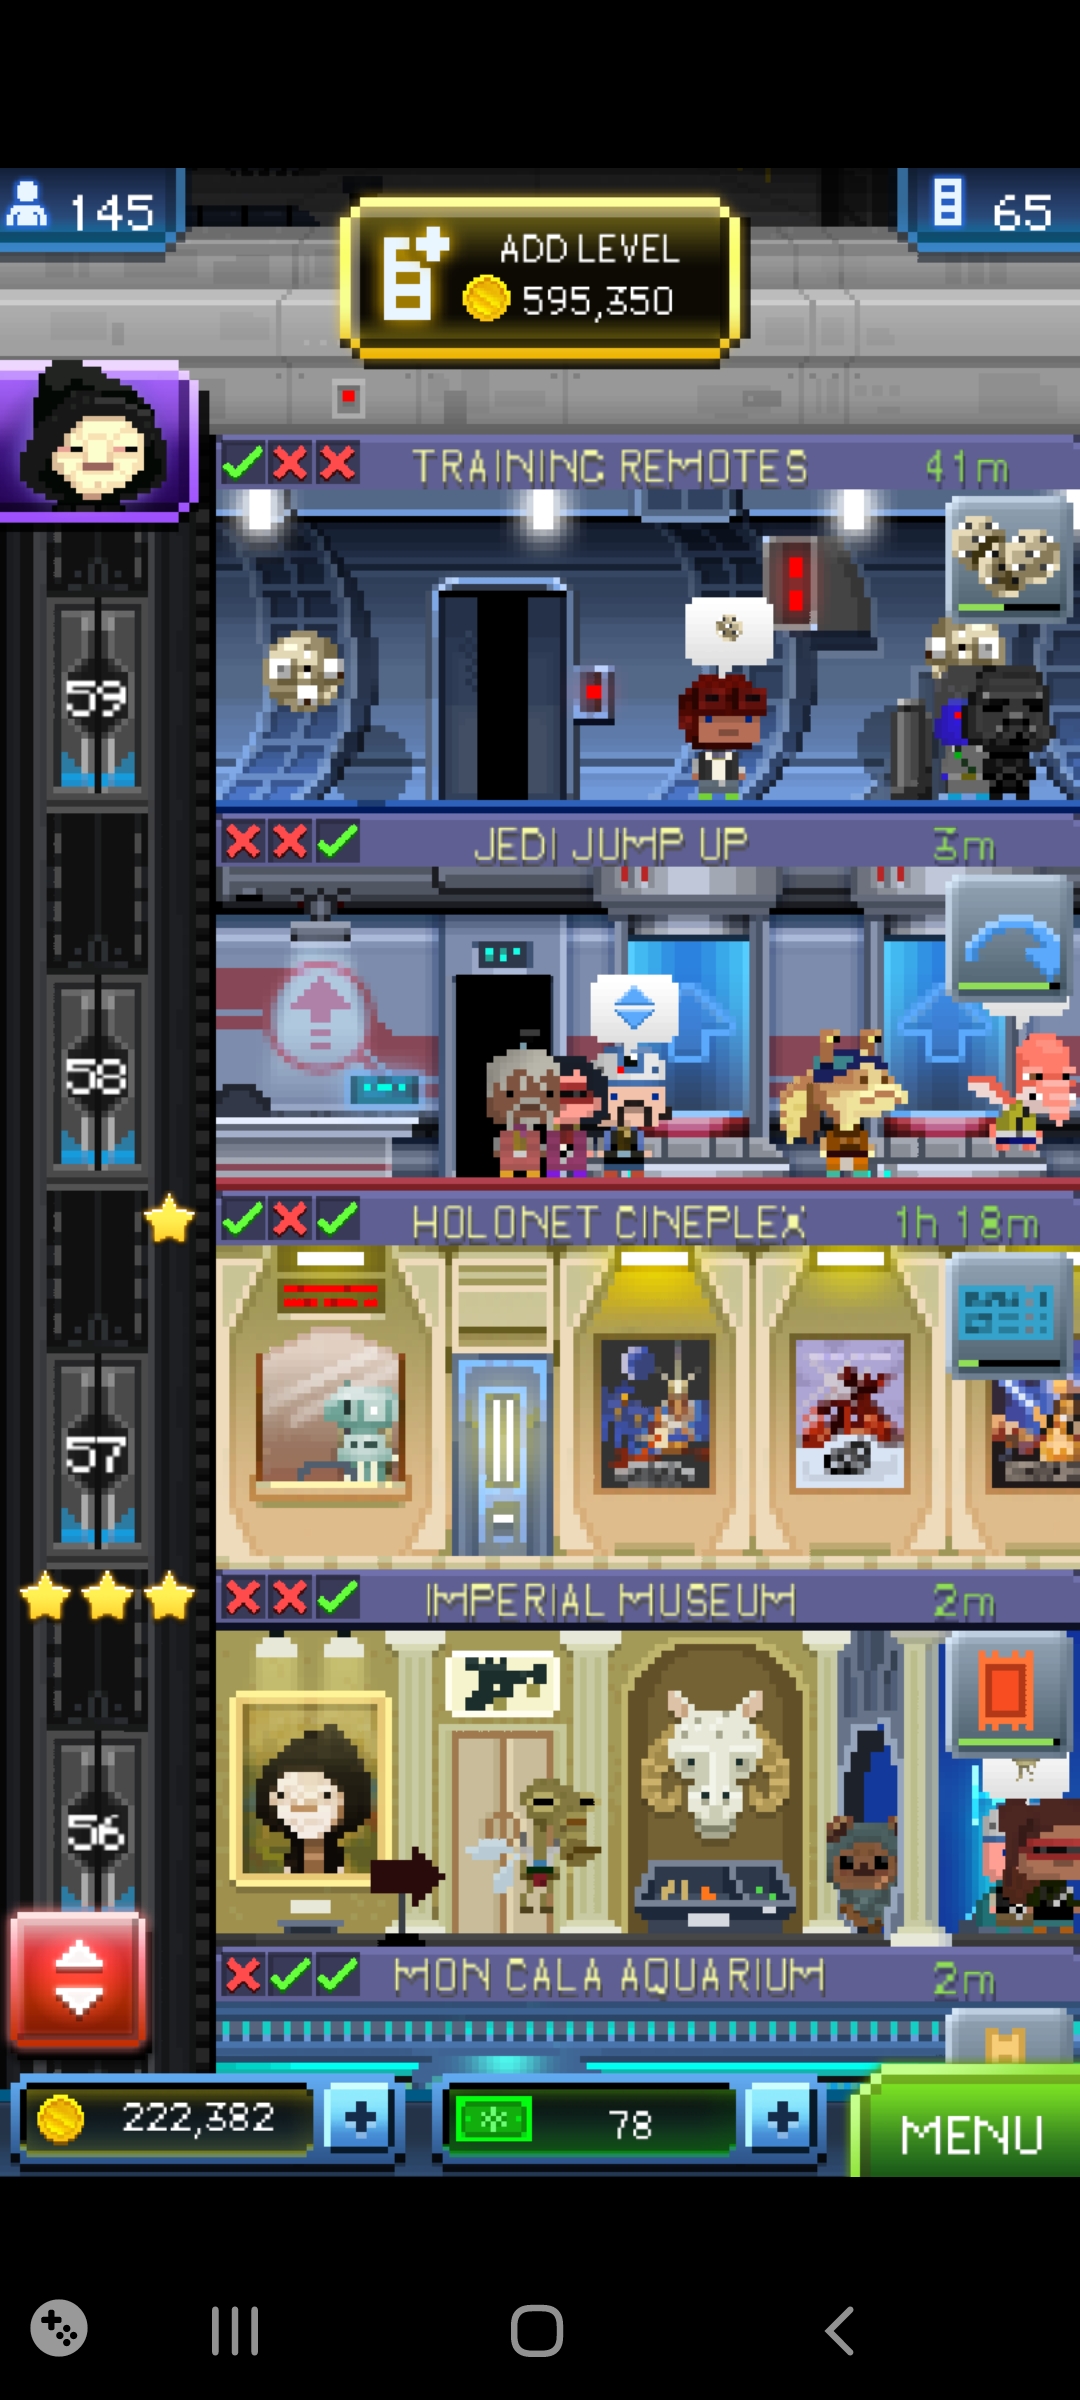 145
ADD LEVEL
595,350
65
TRAINING REMOTES 41m
59
JEDI JUMP UP 3m
58
HOLONET CINEPLEX 1h 18m
57
IMPERIAL MUSEUM 2m
56
MON CALA AQUARIUM 2m
222,382
78
MENU